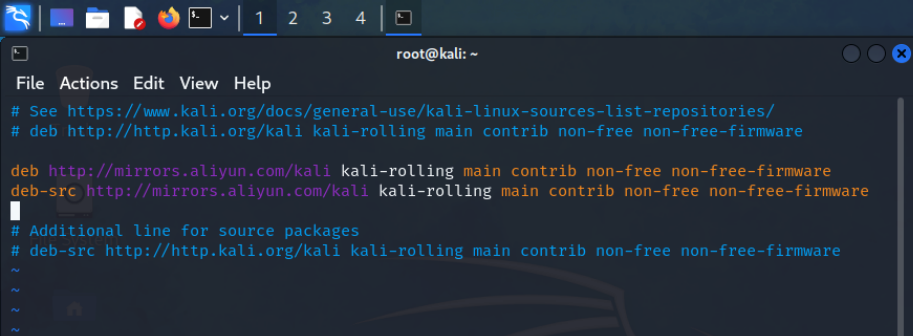 1 2 3 4
root@kali: ~
File Actions Edit View Help
# See https://www.kali.org/docs/general-use/kali-linux-sources-list-repositories/
# deb http://http.kali.org/kali kali-rolling main contrib non-free non-free-firmware
deb http://mirrors.aliyun.com/kali kali-rolling main contrib non-free non-free-firmware
deb-src http://mirrors.aliyun.com/kali kali-rolling main contrib non-free non-free-firmware
# Additional line for source packages
# deb-src http://http.kali.org/kali kali-rolling main contrib non-free non-free-firmware
~
~
~
~